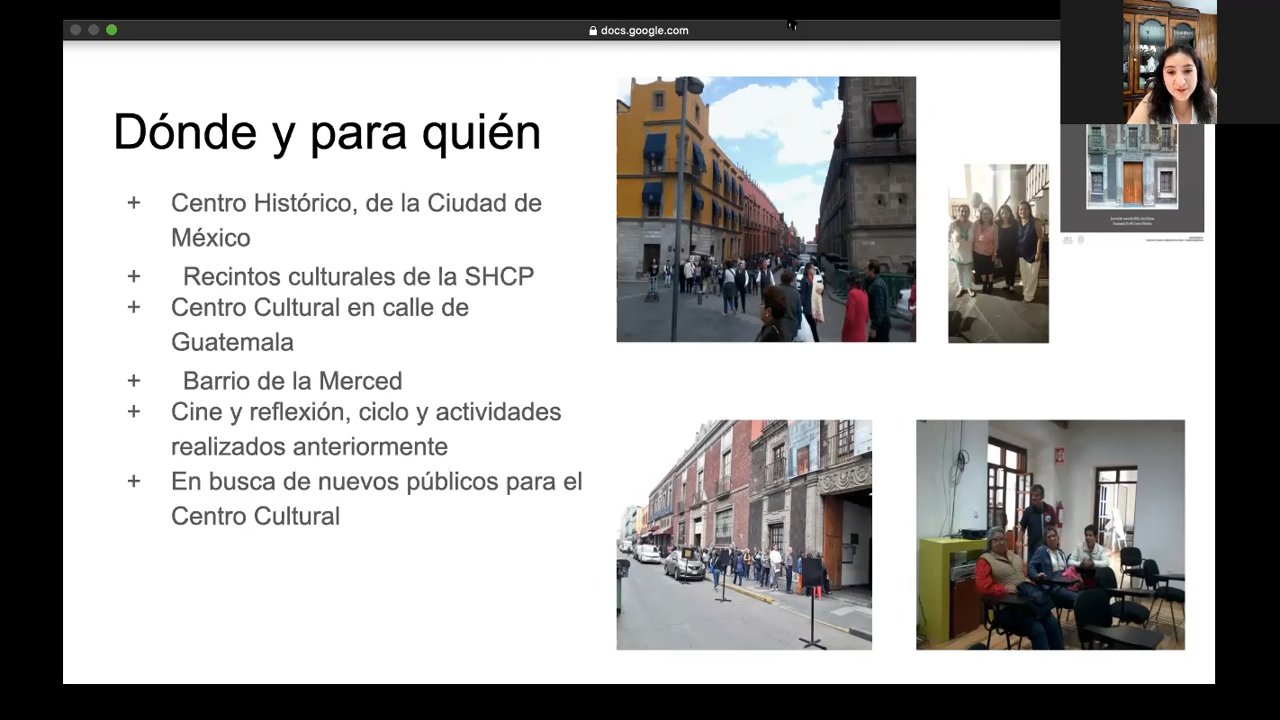 docs.google.com
Dónde y para quién
+ Centro Histórico, de la Ciudad de
México
+ Recintos culturales de la SHCP
+ Centro Cultural en calle de
Guatemala
+ Barrio de la Merced
+ Cine y reflexión, ciclo y actividades
realizados anteriormente
+ En busca de nuevos públicos para el
Centro Cultural